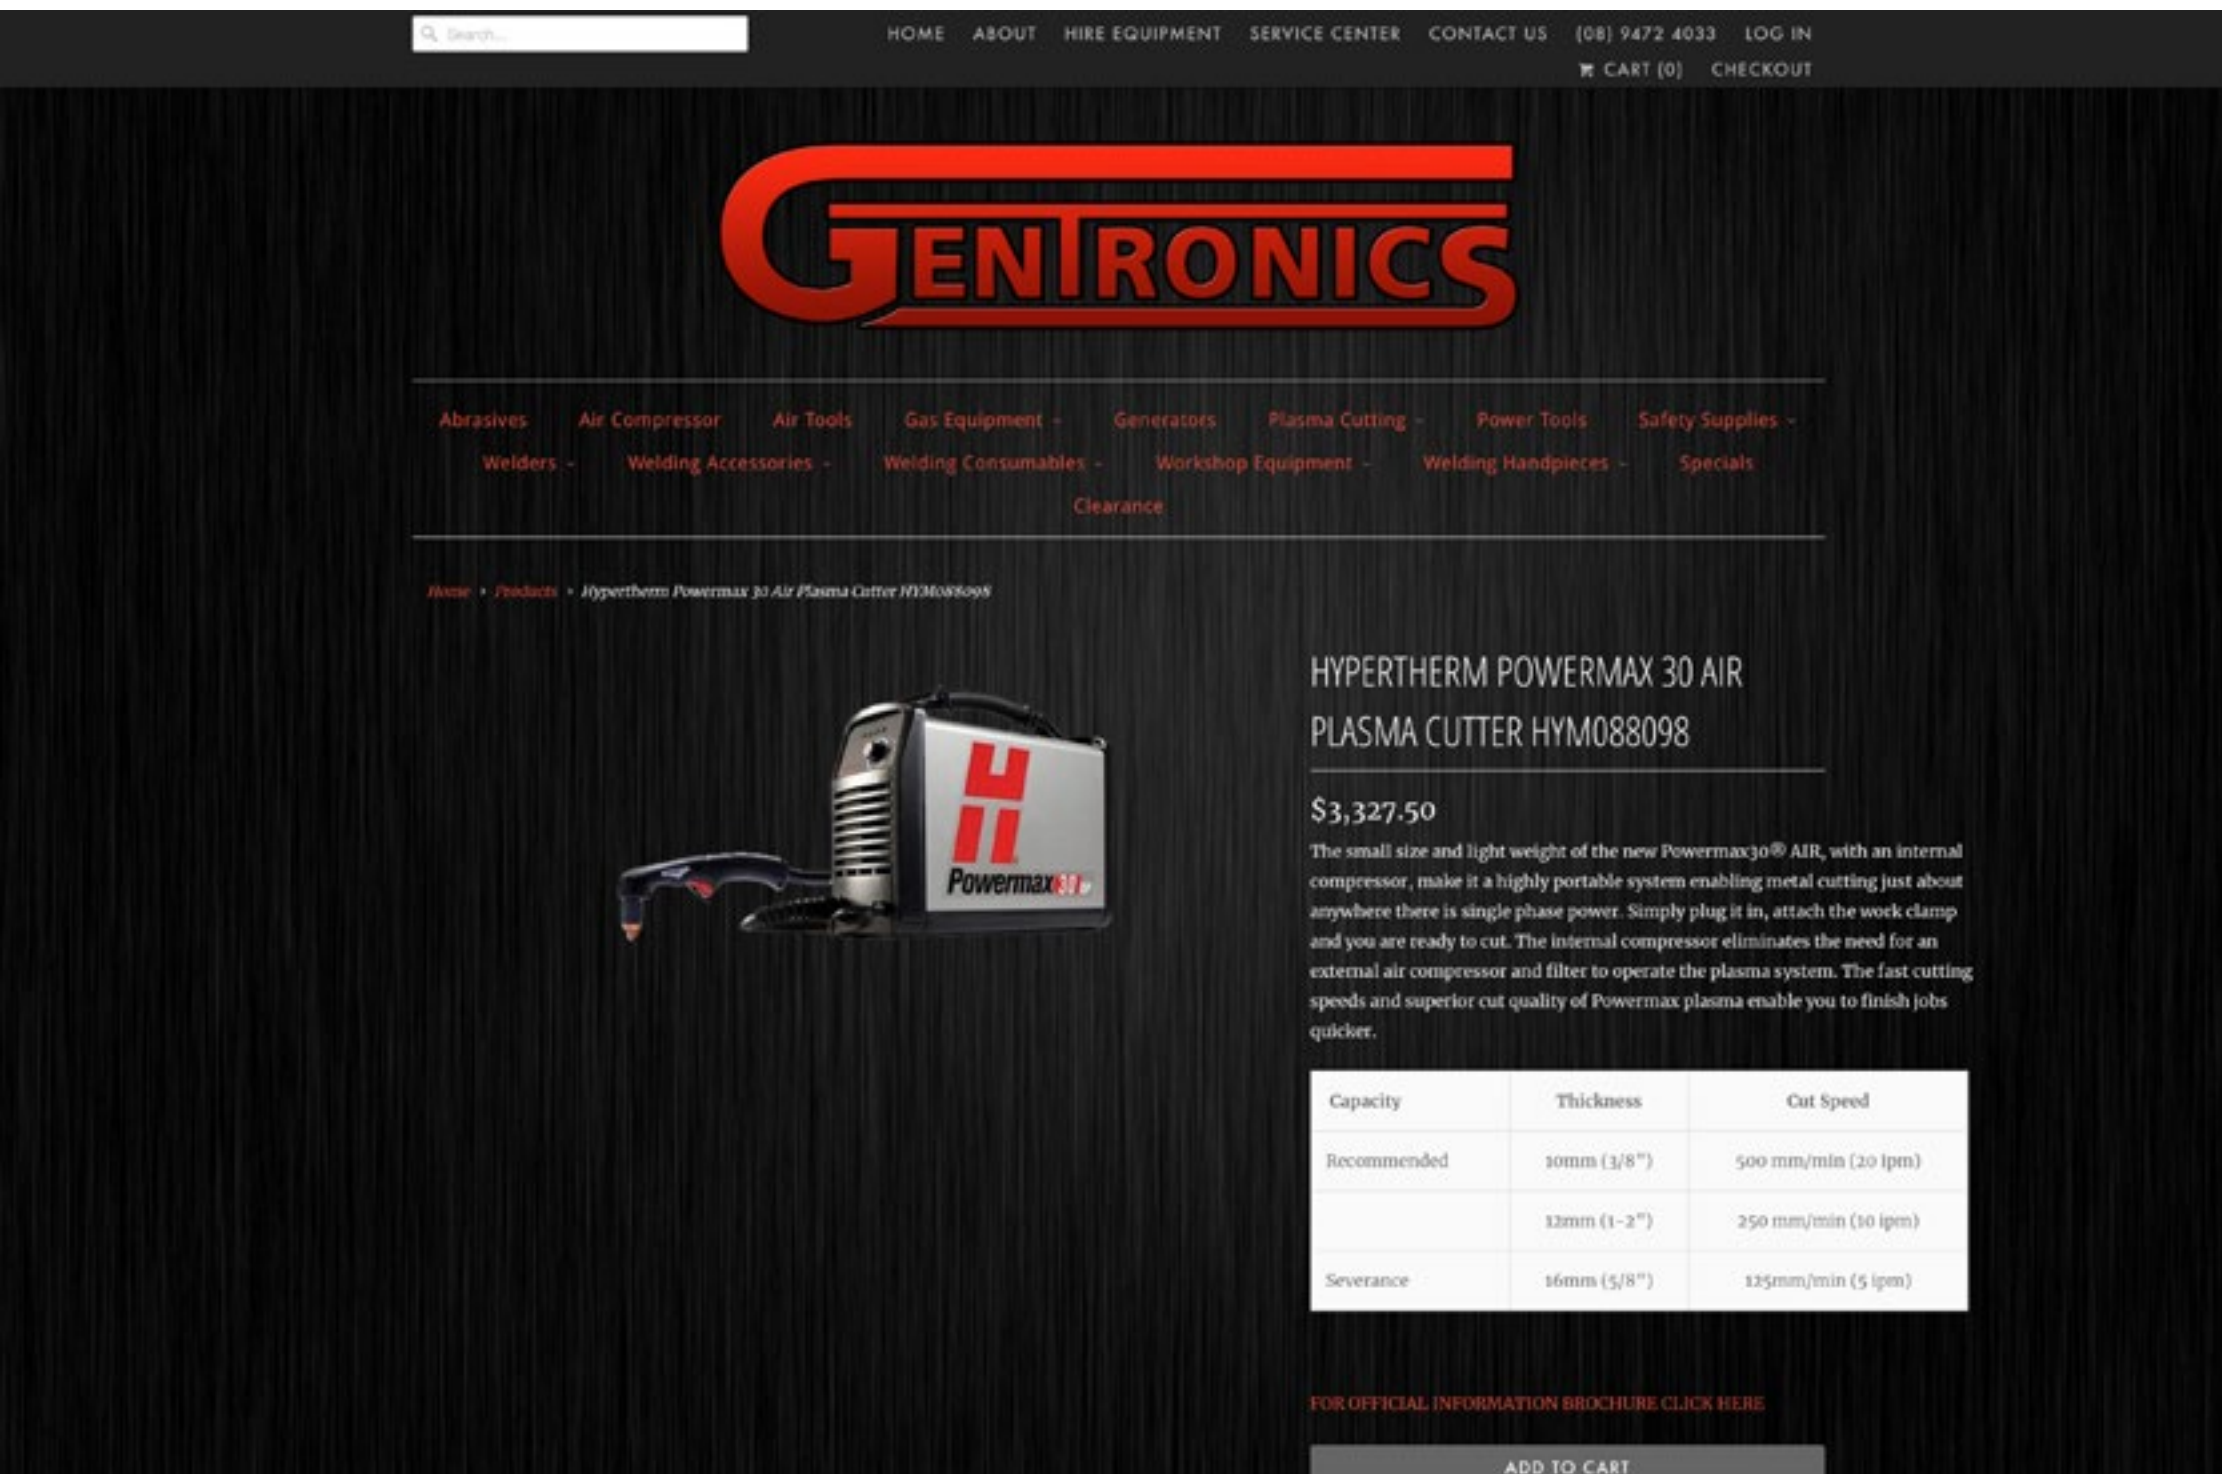 Search...
HOME ABOUT HIRE EQUIPMENT SERVICE CENTER CONTACT US (08) 9472 4033 LOG IN
CART (0) CHECKOUT
GENTRONICS
Abrasives Air Compressor Air Tools Gas Equipment Generators Plasma Cutting Power Tools Safety Supplies
Welders Welding Accessories Welding Consumables Workshop Equipment Welding Handpieces Specials
Clearance
Home Products Hypertherm Powermax 30 Air Plasma Cutter HYM088098
Powermax30
HYPERTHERM POWERMAX 30 AIR
PLASMA CUTTER HYM088098
$3,327.50
The small size and light weight of the new Powermax30® AIR, with an internal
compressor, make it a highly portable system enabling metal cutting just about
anywhere there is single phase power. Simply plug it in, attach the work clamp
and you are ready to cut. The internal compressor eliminates the need for an
external air compressor and filter to operate the plasma system. The fast cutting
speeds and superior cut quality of Powermax plasma enable you to finish jobs
quicker.
Capacity Thickness Cut Speed
Recommended 10mm (3/8") 500 mm/min (20 ipm)
12mm (1-2") 250 mm/min (10 ipm)
Severance 16mm (5/8") 125mm/min (5 ipm)
FOR OFFICIAL INFORMATION BROCHURE CLICK HERE
ADD TO CART